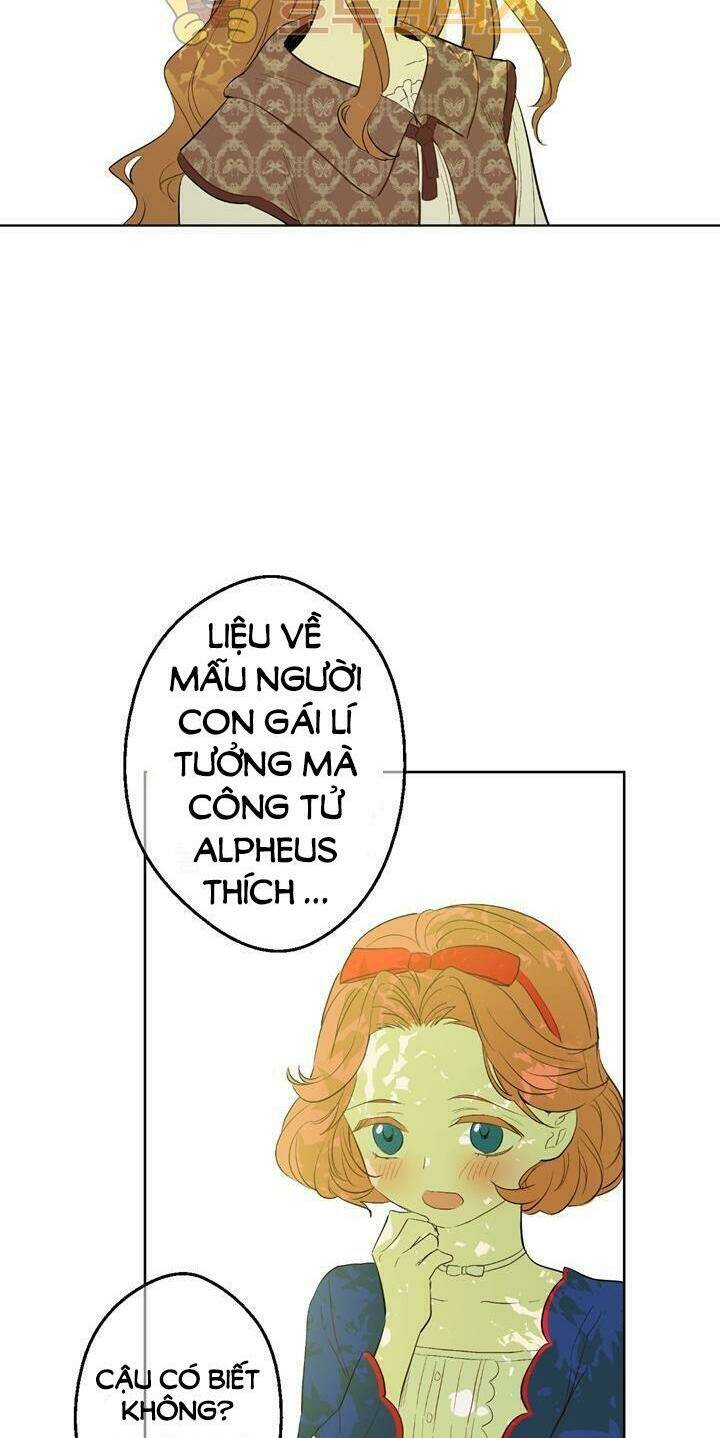 LIỆU VỀ
MẪU NGƯỜI
CON GÁI LÍ
TƯỞNG MÀ
CÔNG TỬ
ALPHEUS
THÍCH ...
CẬU CÓ BIẾT
KHÔNG?